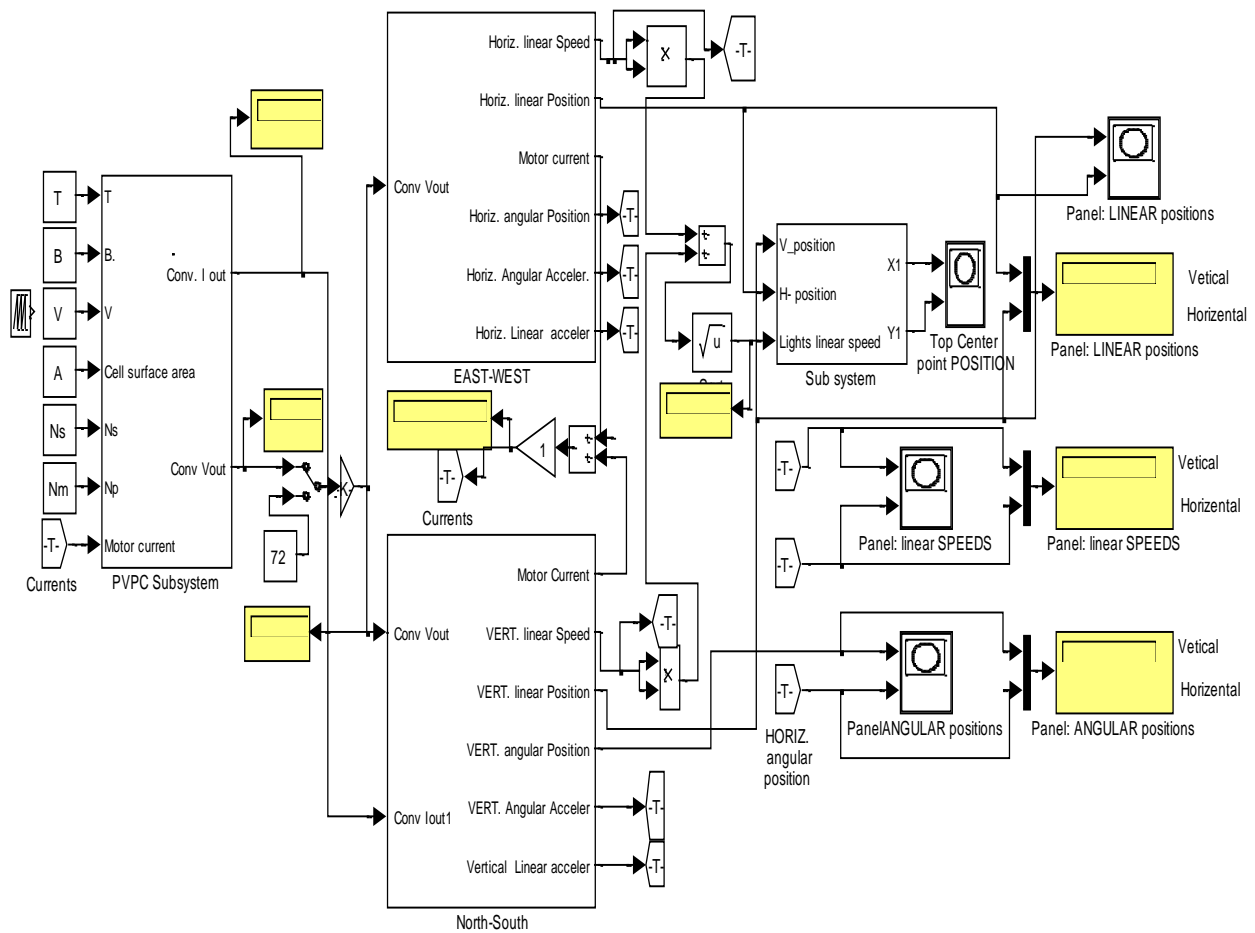 T
B
V
A
Ns
Nm
-T-
Currents
T
B.
V
Cell surface area
Ns
Np
Motor current
Conv. I out
Conv Vout
PVPC Subsystem
72
-K-
Conv Vout
Horiz. linear Speed
Horiz. linear Position
Motor current
Horiz. angular Position
Horiz. Angular Acceler.
Horiz. Linear acceler
EAST-WEST
X
-T-
-T-
-T-
-T-
+
+
√u
1
+
+
-T-
Currents
Conv Vout
Conv Iout1
Motor Current
VERT. linear Speed
VERT. linear Position
VERT. angular Position
VERT. Angular Acceler
Vertical Linear acceler
North-South
-T-
X
-T-
-T-
V_position
H- position
Lights linear speed
X1
Y1
Sub system
Top Center
point POSITION
Panel: LINEAR positions
Vetical
Horizental
Panel: LINEAR positions
-T-
-T-
Panel: linear SPEEDS
Vetical
Horizental
Panel: linear SPEEDS
-T-
HORIZ.
angular
position
PanelANGULAR positions
Vetical
Horizental
Panel: ANGULAR positions